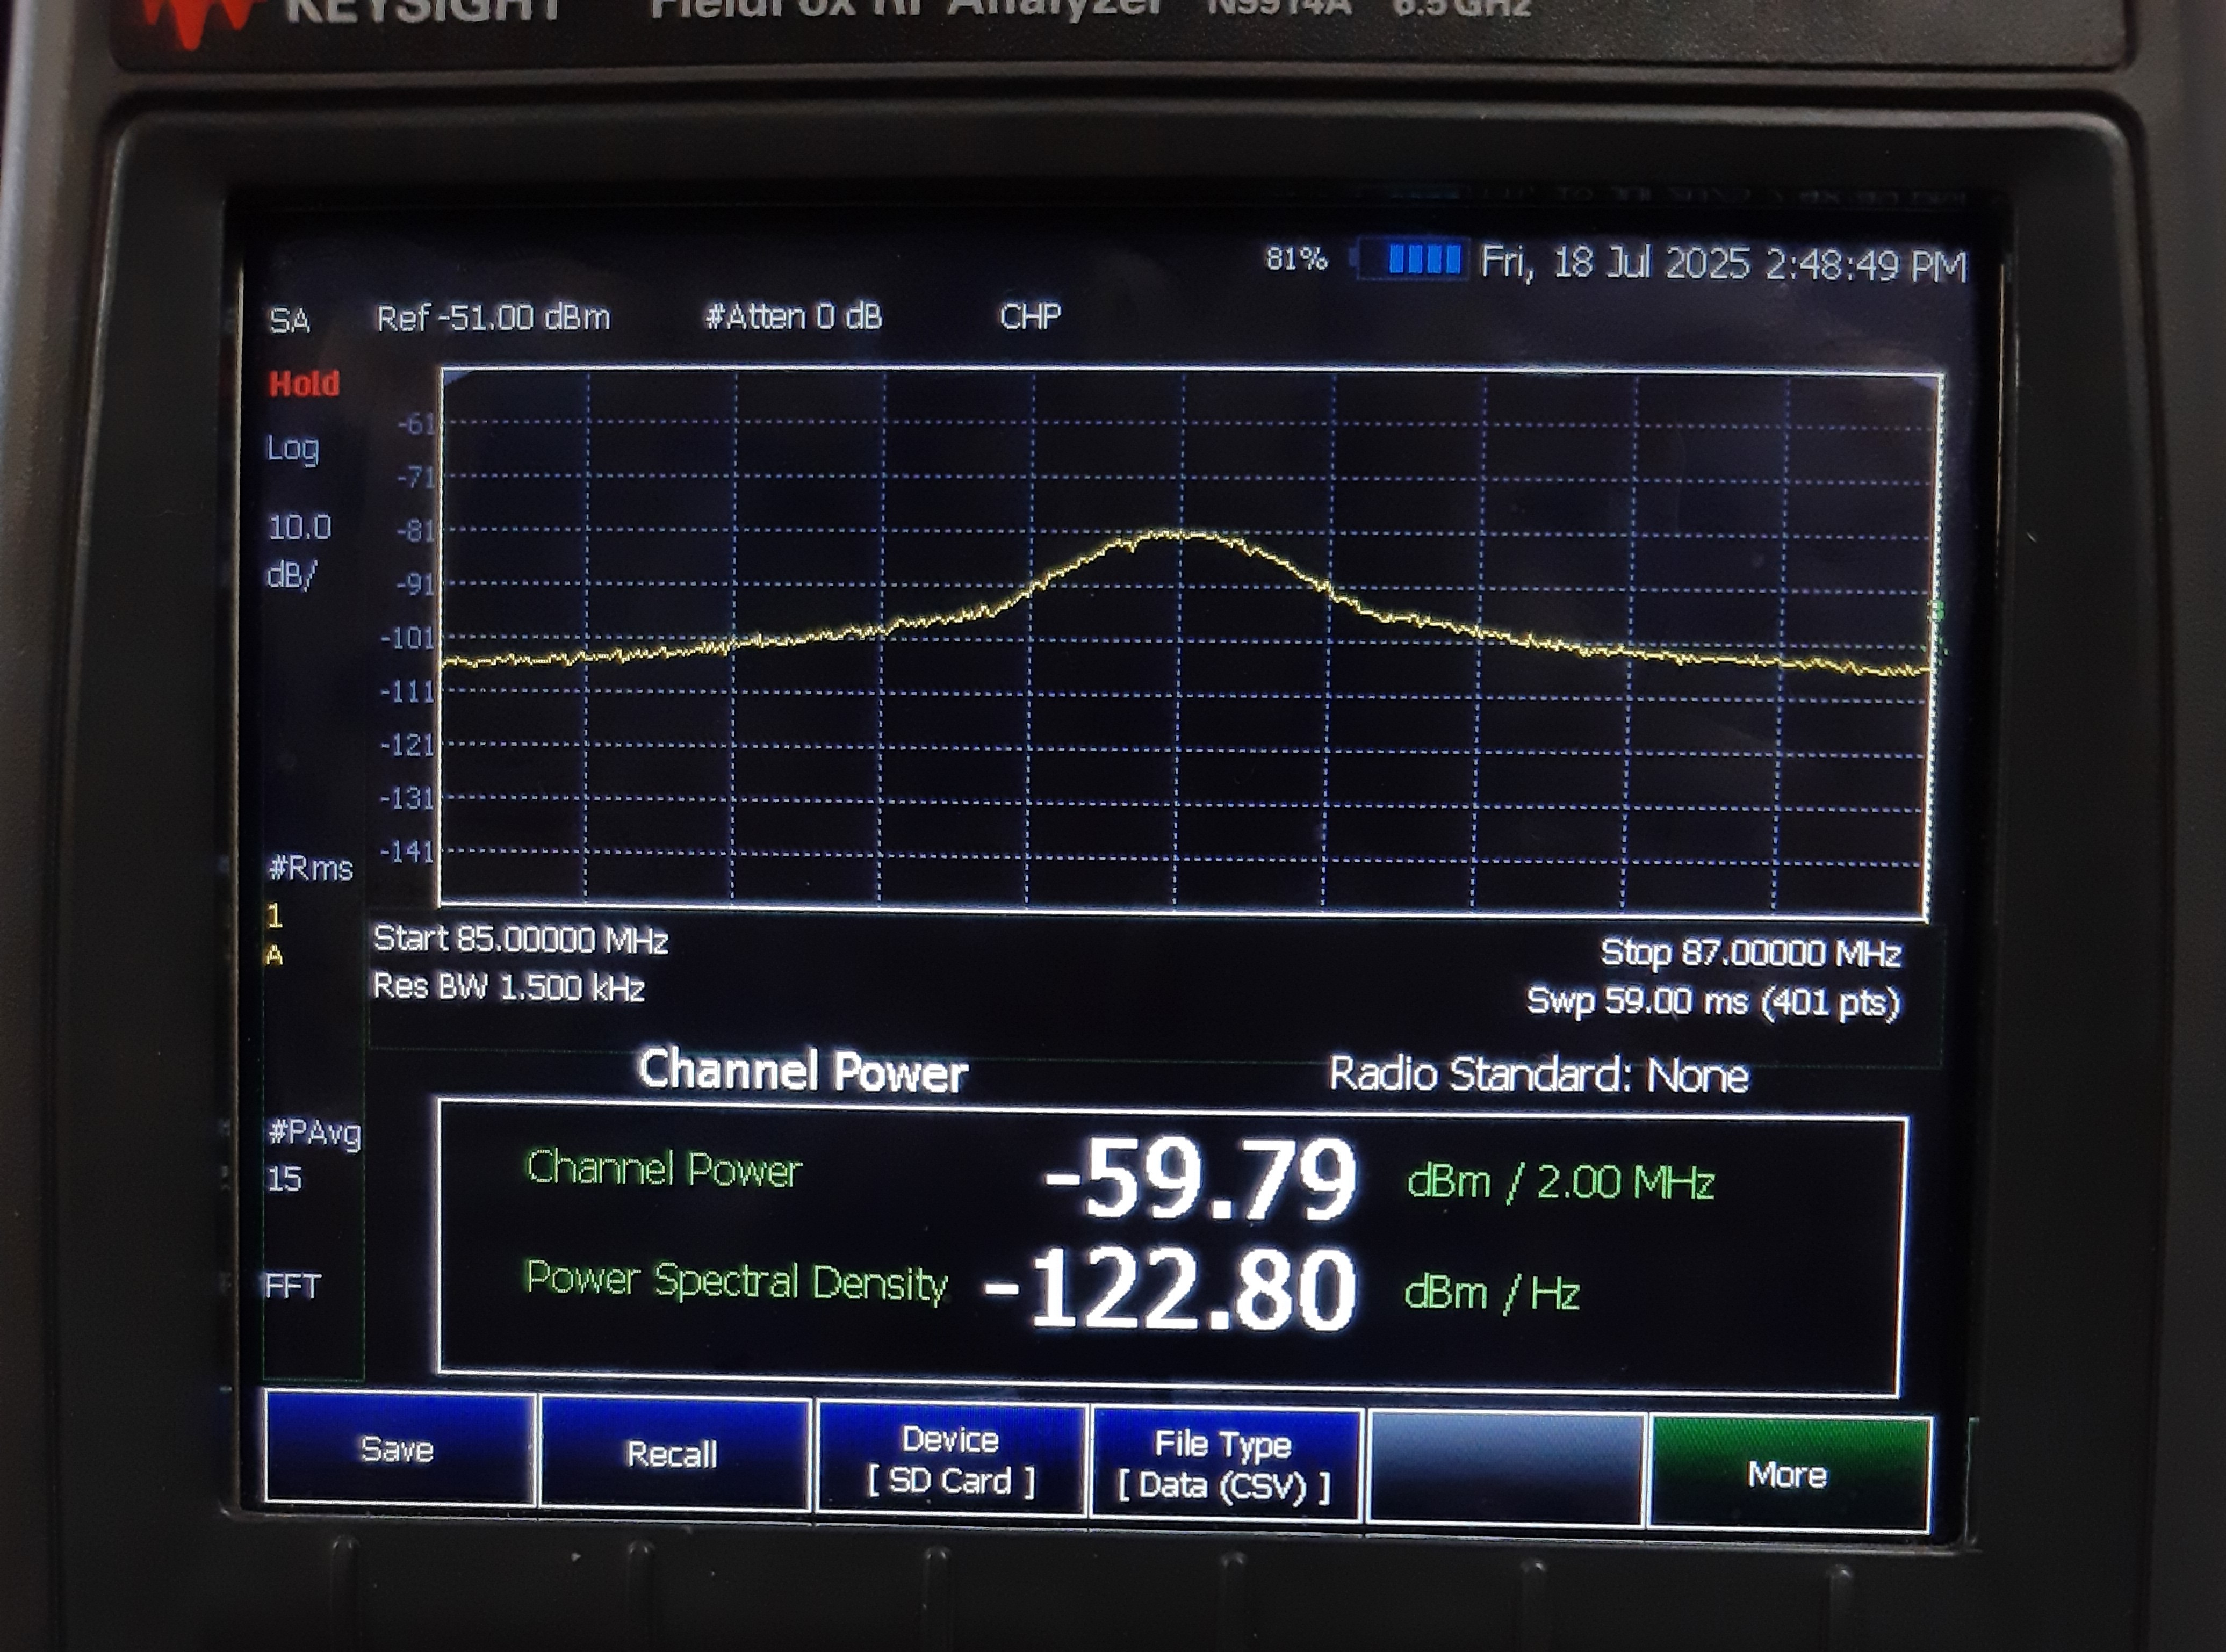 KEYSIGHT FieldFox RF Analyzer N9914A 6.5 GHz
81% Fri, 18 Jul 2025 2:48:49 PM
SA Ref -51.00 dBm #Atten 0 dB CHP
Hold
-61
Log
-71
10.0
-81
dB/
-91
-101
-111
-121
-131
-141
#Rms
1
A
Start 85.00000 MHz Stop 87.00000 MHz
Res BW 1.500 kHz Swp 59.00 ms (401 pts)
Channel Power Radio Standard: None
#PAvg
15
Channel Power -59.79 dBm / 2.00 MHz
Power Spectral Density -122.80 dBm / Hz
FFT
Save Recall Device [ SD Card ] File Type [ Data (CSV) ] More